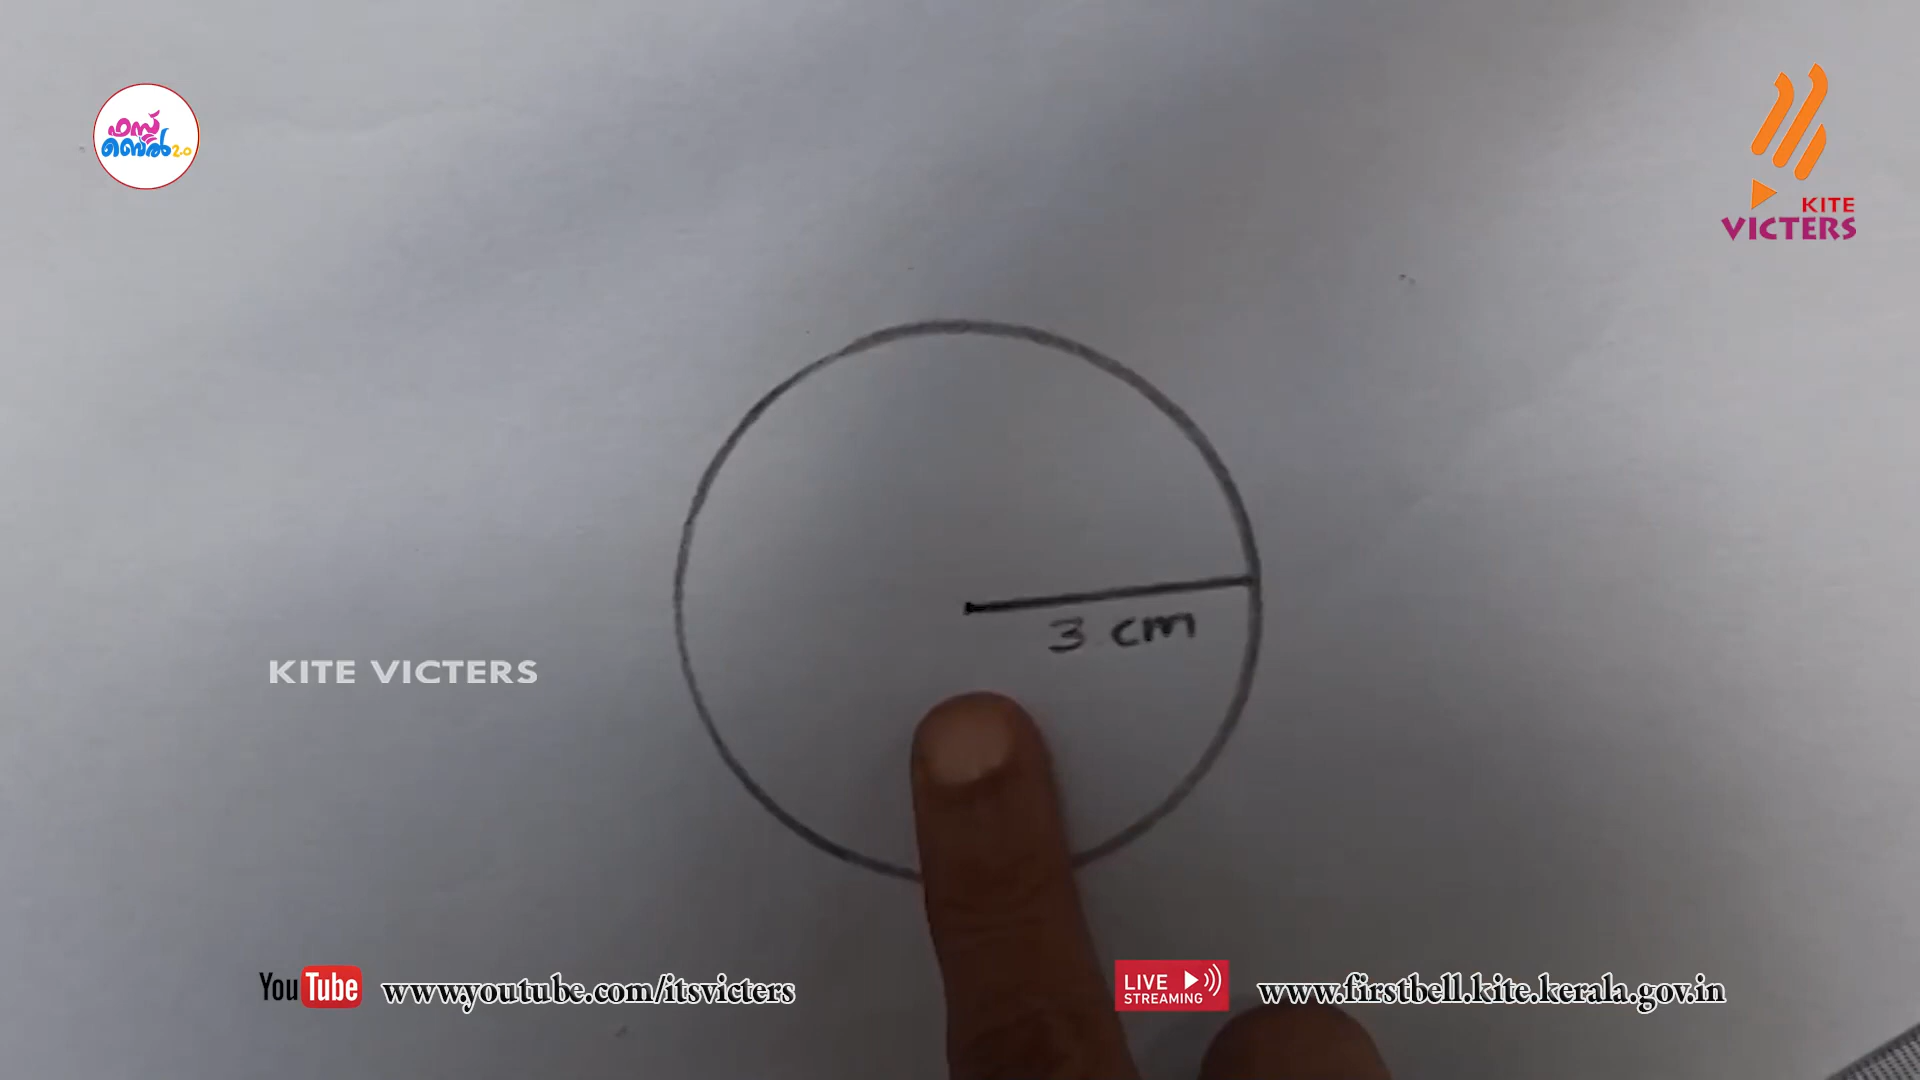 ഫസ്റ്റ്
ബെൽ 2.0
KITE
VICTERS
3 cm
KITE VICTERS
YouTube www.youtube.com/itsvicters
LIVE STREAMING www.firstbell.kite.kerala.gov.in